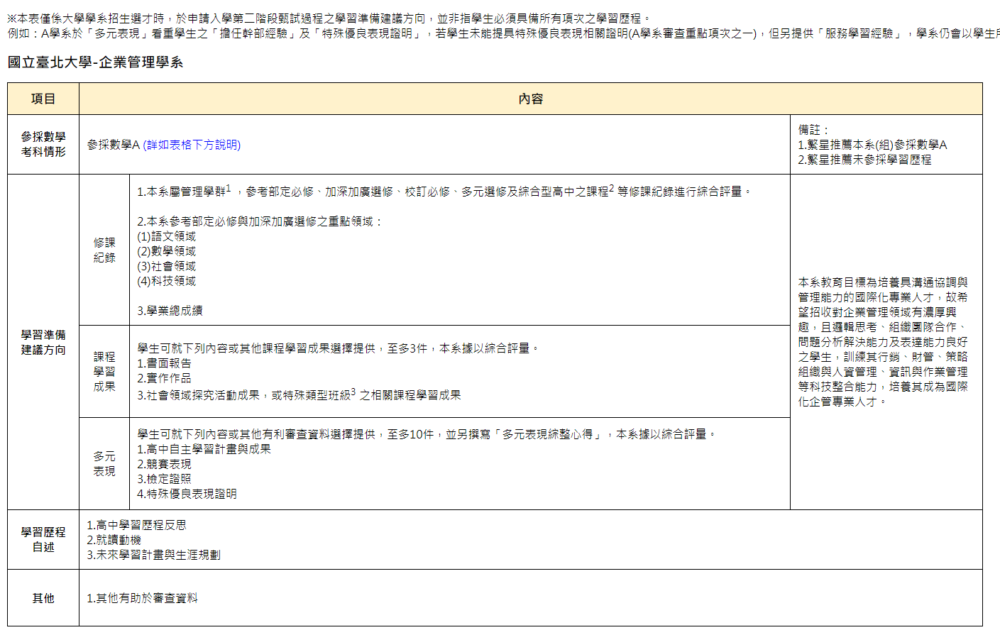 ※本表僅係大學學系招生選才時，於申請入學第二階段甄試過程之學習準備建議方向，並非指學生必須具備所有項次之學習歷程。
例如：A學系於「多元表現」看重學生之「擔任幹部經驗」及「特殊優良表現證明」，若學生未能提具特殊優良表現相關證明(A學系審查重點項次之一)，但另提供「服務學習經驗」，學系仍會以學生
國立臺北大學-企業管理學系
項目
內容
參採數學
考科情形
參採數學A (詳如表格下方說明)
備註：
1.繁星推薦本系(組)參採數學A
2.繁星推薦未參採學習歷程
學習準備
建議方向
修課
紀錄
1.本系屬管理學群1 ，參考部定必修、加深加廣選修、校訂必修、多元選修及綜合型高中之課程2 等修課紀錄進行綜合評量。
2.本系參考部定必修與加深加廣選修之重點領域：
(1)語文領域
(2)數學領域
(3)社會領域
(4)科技領域
3.學業總成績
課程
學習
成果
學生可就下列內容或其他課程學習成果選擇提供，至多3件，本系據以綜合評量。
1.書面報告
2.實作作品
3.社會領域探究活動成果，或特殊類型班級3 之相關課程學習成果
多元
表現
學生可就下列內容或其他有利審查資料選擇提供，至多10件，並另撰寫「多元表現綜整心得」，本系據以綜合評量。
1.高中自主學習計畫與成果
2.競賽表現
3.檢定證照
4.特殊優良表現證明
本系教育目標為培養具溝通協調與
管理能力的國際化專業人才，故希
望招收對企業管理領域有濃厚興
趣，且邏輯思考、組織團隊合作、
問題分析解決能力及表達能力良好
之學生，訓練其行銷、財管、策略
組織與人資管理、資訊與作業管理
等科技整合能力，培養其成為國際
化企管專業人才。
學習歷程
自述
1.高中學習歷程反思
2.就讀動機
3.未來學習計畫與生涯規劃
其他
1.其他有助於審查資料